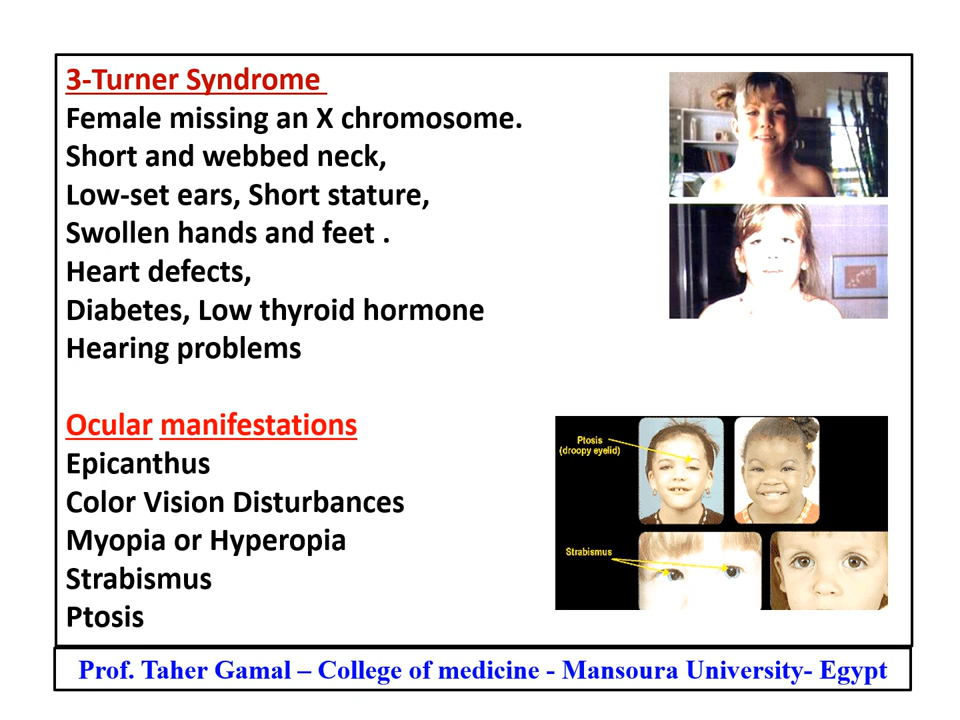 3-Turner Syndrome
Female missing an X chromosome.
Short and webbed neck,
Low-set ears, Short stature,
Swollen hands and feet .
Heart defects,
Diabetes, Low thyroid hormone
Hearing problems
Ocular manifestations
Epicanthus
Color Vision Disturbances
Myopia or Hyperopia
Strabismus
Ptosis
Ptosis
(droopy eyelid)
Strabismus
Prof. Taher Gamal – College of medicine - Mansoura University- Egypt